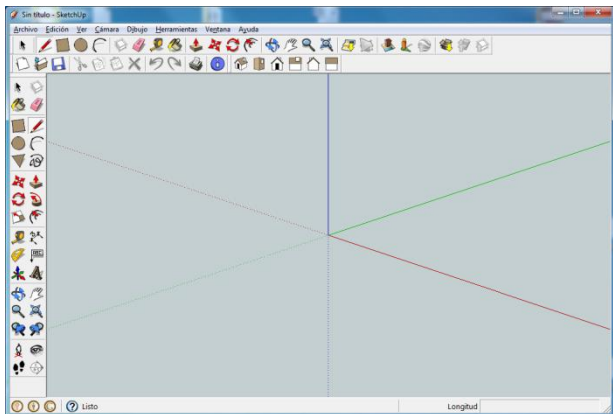 Sin título - SketchUp
Archivo Edición Ver Cámara Dibujo Herramientas Ventana Ayuda
Listo
Longitud